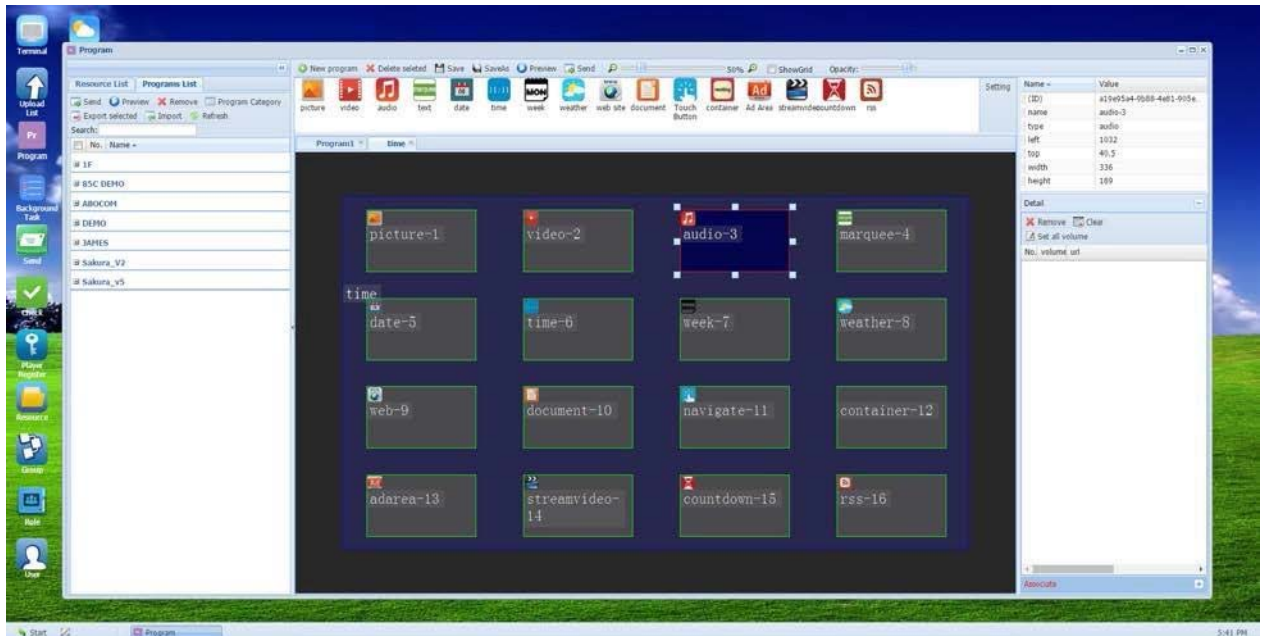 Terminal
Upload
List
Program
Background
Task
Send
Check
Player
Register
Resource
Group
Role
User
Program
Resource List Programs List
Send Preview Remove Program Category
Export selected Import Refresh
Search:
No. Name
1F
85C DEMO
ABOCOM
DEMO
JAMES
Sakura_V2
Sakura_v5
New program Delete seleted Save SaveAs Preview Send 50% ShowGrid Opacity:
picture video audio text date time week weather web site document Touch Button container Ad Area streamvdeo countdown rss
Setting
Program1 time
picture-1 video-2 audio-3 marquee-4
time
date-5 time-6 week-7 weather-8
web-9 document-10 navigate-11 container-12
adarea-13 streamvideo-14 countdown-15 rss-16
Name Value
(ID) a19e95a4-9b88-4e81-905e
name audio-3
type audio
left 1032
top 40.5
width 336
height 189
Detail
Remove Clear
Set all volume
No. volume url
Associate
Start Program 5:41 PM